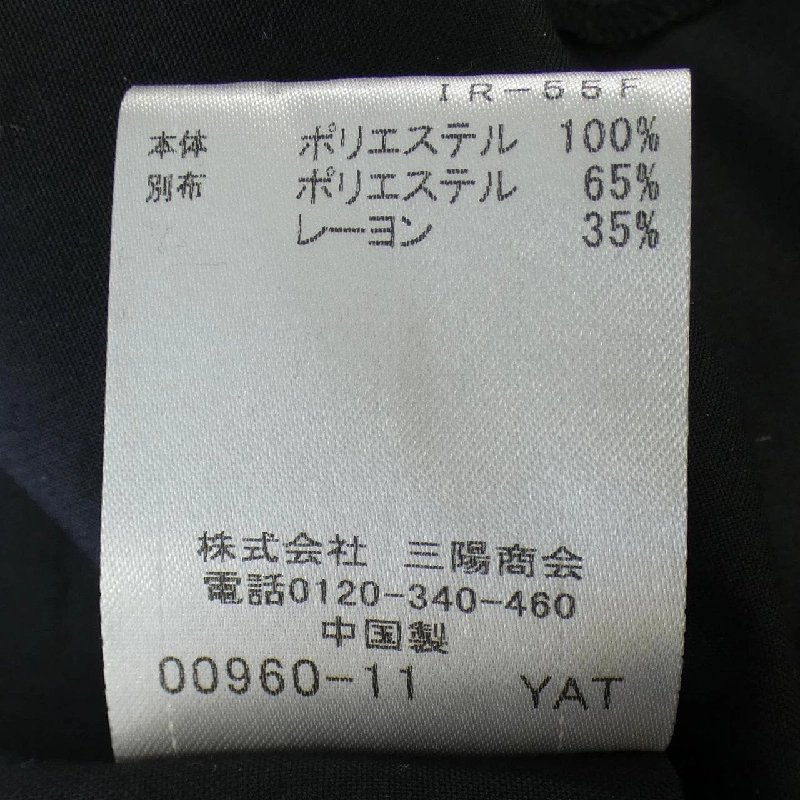 IR-55F
本体 ポリエステル 100%
別布 ポリエステル 65%
レーヨン 35%
株式会社 三陽商会
電話0120-340-460
中国製
00960-11 YAT